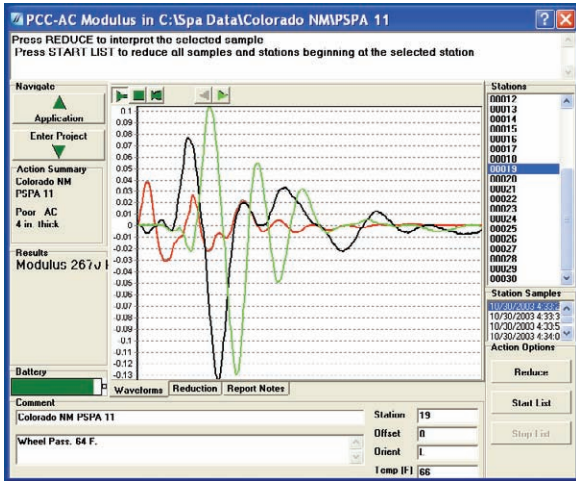 PCC-AC Modulus in C:\Spa Data\Colorado NM\PSPA 11
Press REDUCE to interpret the selected sample
Press START LIST to reduce all samples and stations beginning at the selected station
Navigate
Application
Enter Project
Action Summary
Colorado NM
PSPA 11
Poor AC
4 in. thick
Results
Modulus 2670
Battery
0.1
0.09
0.08
0.07
0.06
0.05
0.04
0.03
0.02
0.01
-0.01
-0.02
-0.03
-0.04
-0.05
-0.06
-0.07
-0.08
-0.09
-0.1
-0.11
-0.12
-0.13
Waveforms
Reduction
Report Notes
Stations
00012
00013
00014
00015
00016
00017
00018
00019
00020
00021
00022
00023
00024
00025
00026
00027
00028
00029
00030
Station Samples
10/30/2003 4:33:2
10/30/2003 4:33:3
10/30/2003 4:33:5
10/30/2003 4:34:0
Action Options
Reduce
Start List
Stop List
Comment
Colorado NM PSPA 11
Wheel Pass. 64 F.
Station 19
Offset 0
Orient L
Temp (F) 66